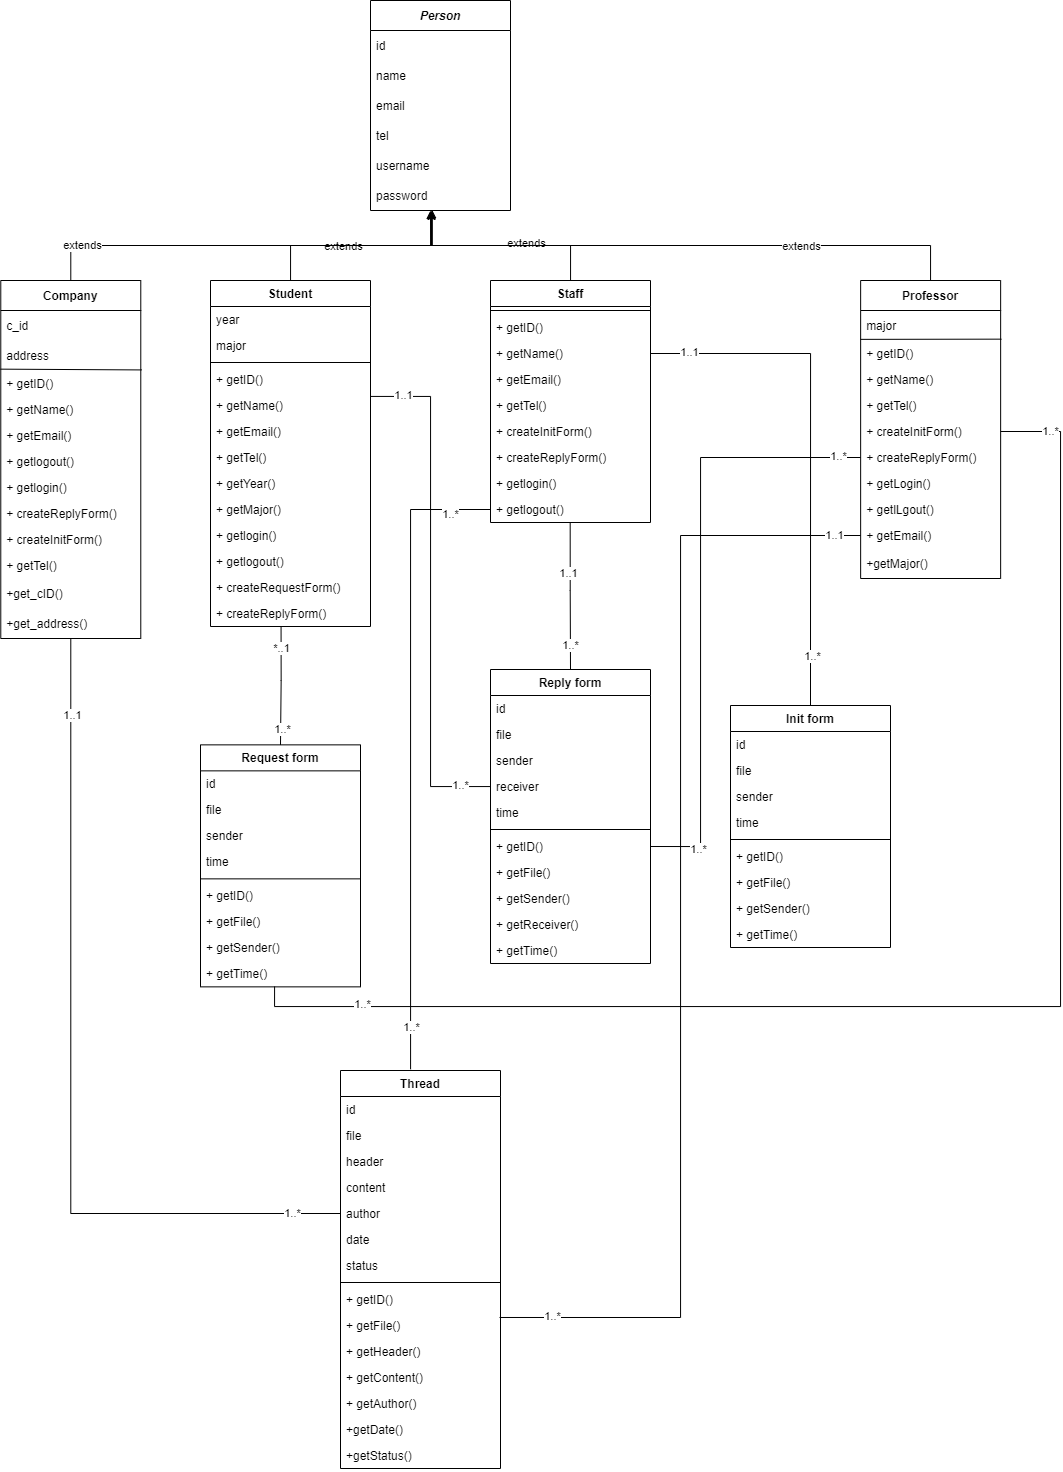 Person
id
name
email
tel
username
password
extends
extends
extends
extends
Company
c_id
address
+ getID()
+ getName()
+ getEmail()
+ getlogout()
+ getlogin()
+ createReplyForm()
+ createInitForm()
+ getTel()
+get_cID()
+get_address()
Student
year
major
+ getID()
+ getName()
+ getEmail()
+ getTel()
+ getYear()
+ getMajor()
+ getlogin()
+ getlogout()
+ createRequestForm()
+ createReplyForm()
Staff
+ getID()
+ getName()
+ getEmail()
+ getTel()
+ createInitForm()
+ createReplyForm()
+ getlogin()
+ getlogout()
Professor
major
+ getID()
+ getName()
+ getTel()
+ createInitForm()
+ createReplyForm()
+ getLogin()
+ getlLgout()
+ getEmail()
+getMajor()
1..1
1..1
1..*
1..*
1..*
1..1
1..1
1..*
*..1
1..*
1..1
1..*
1..*
1..*
Request form
id
file
sender
time
+ getID()
+ getFile()
+ getSender()
+ getTime()
Reply form
id
file
sender
receiver
time
+ getID()
+ getFile()
+ getSender()
+ getReceiver()
+ getTime()
Init form
id
file
sender
time
+ getID()
+ getFile()
+ getSender()
+ getTime()
1..*
1..*
Thread
id
file
header
content
author
date
status
+ getID()
+ getFile()
+ getHeader()
+ getContent()
+ getAuthor()
+getDate()
+getStatus()
1..*
1..*